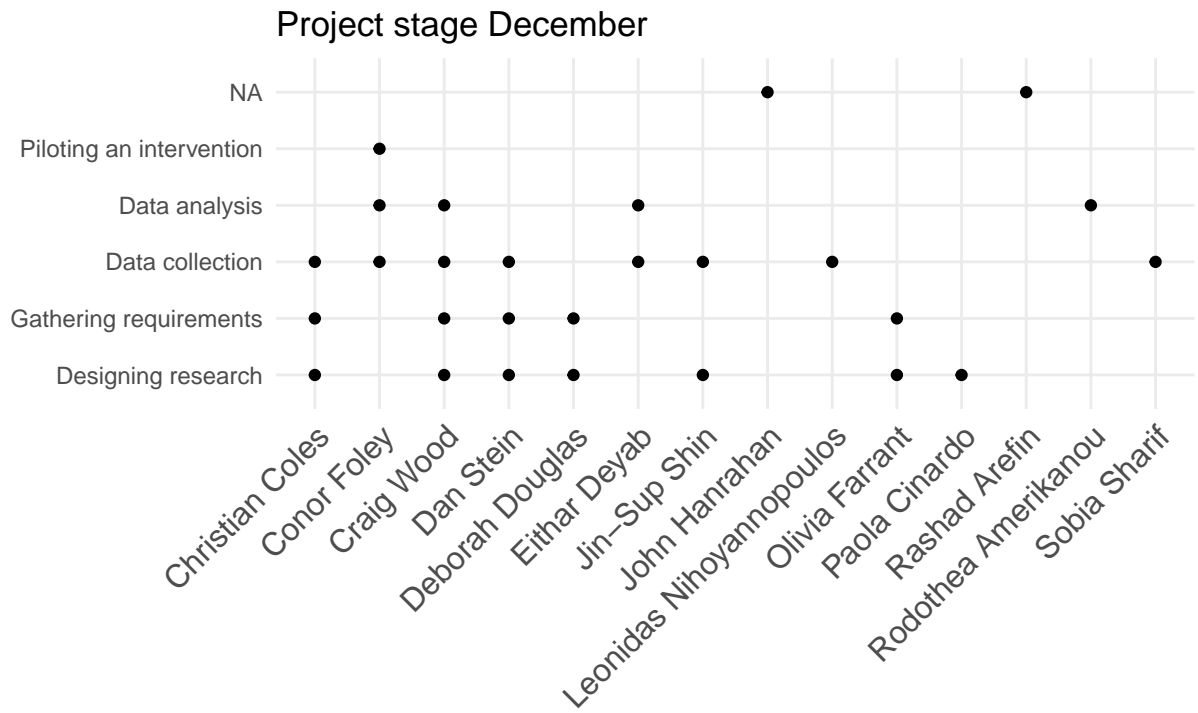 Project stage December
NA
Piloting an intervention
Data analysis
Data collection
Gathering requirements
Designing research
Christian Coles
Conor Foley
Craig Wood
Dan Stein
Deborah Douglas
Eithar Deyab
Jin−Sup Shin
John Hanrahan
Leonidas Nihoyannopoulos
Olivia Farrant
Paola Cinardo
Rashad Arefin
Rodothea Amerikanou
Sobia Sharif